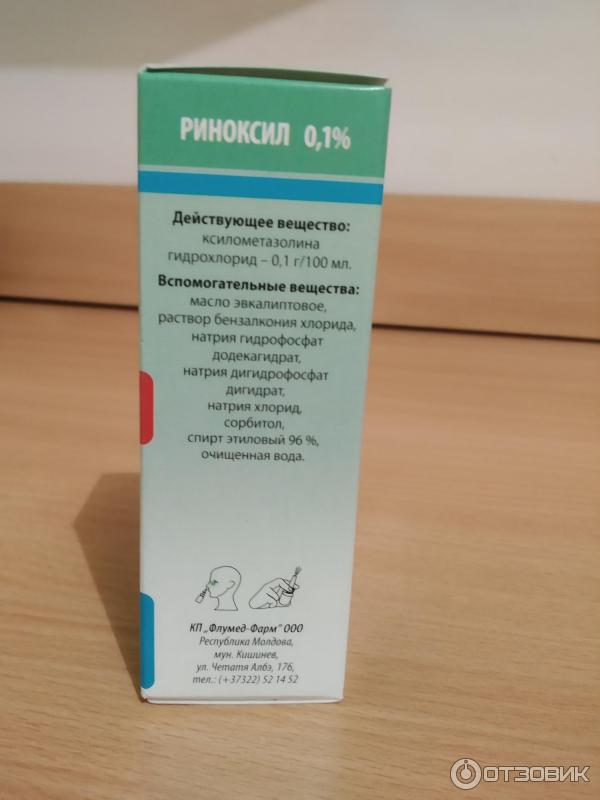 РИНОКСИЛ 0,1%
Действующее вещество:
ксилометазолина
гидрохлорид – 0,1 г/100 мл.
Вспомогательные вещества:
масло эвкалиптовое,
раствор бензалкония хлорида,
натрия гидрофосфат
додекагидрат,
натрия дигидрофосфат
дигидрат,
натрия хлорид,
сорбитол,
спирт этиловый 96 %,
очищенная вода.
КП „Флумед-Фарм" ООО
Республика Молдова,
мун. Кишинев,
ул. Четатя Албэ, 176,
тел.: (+37322) 52 14 52
ОТЗОВИК